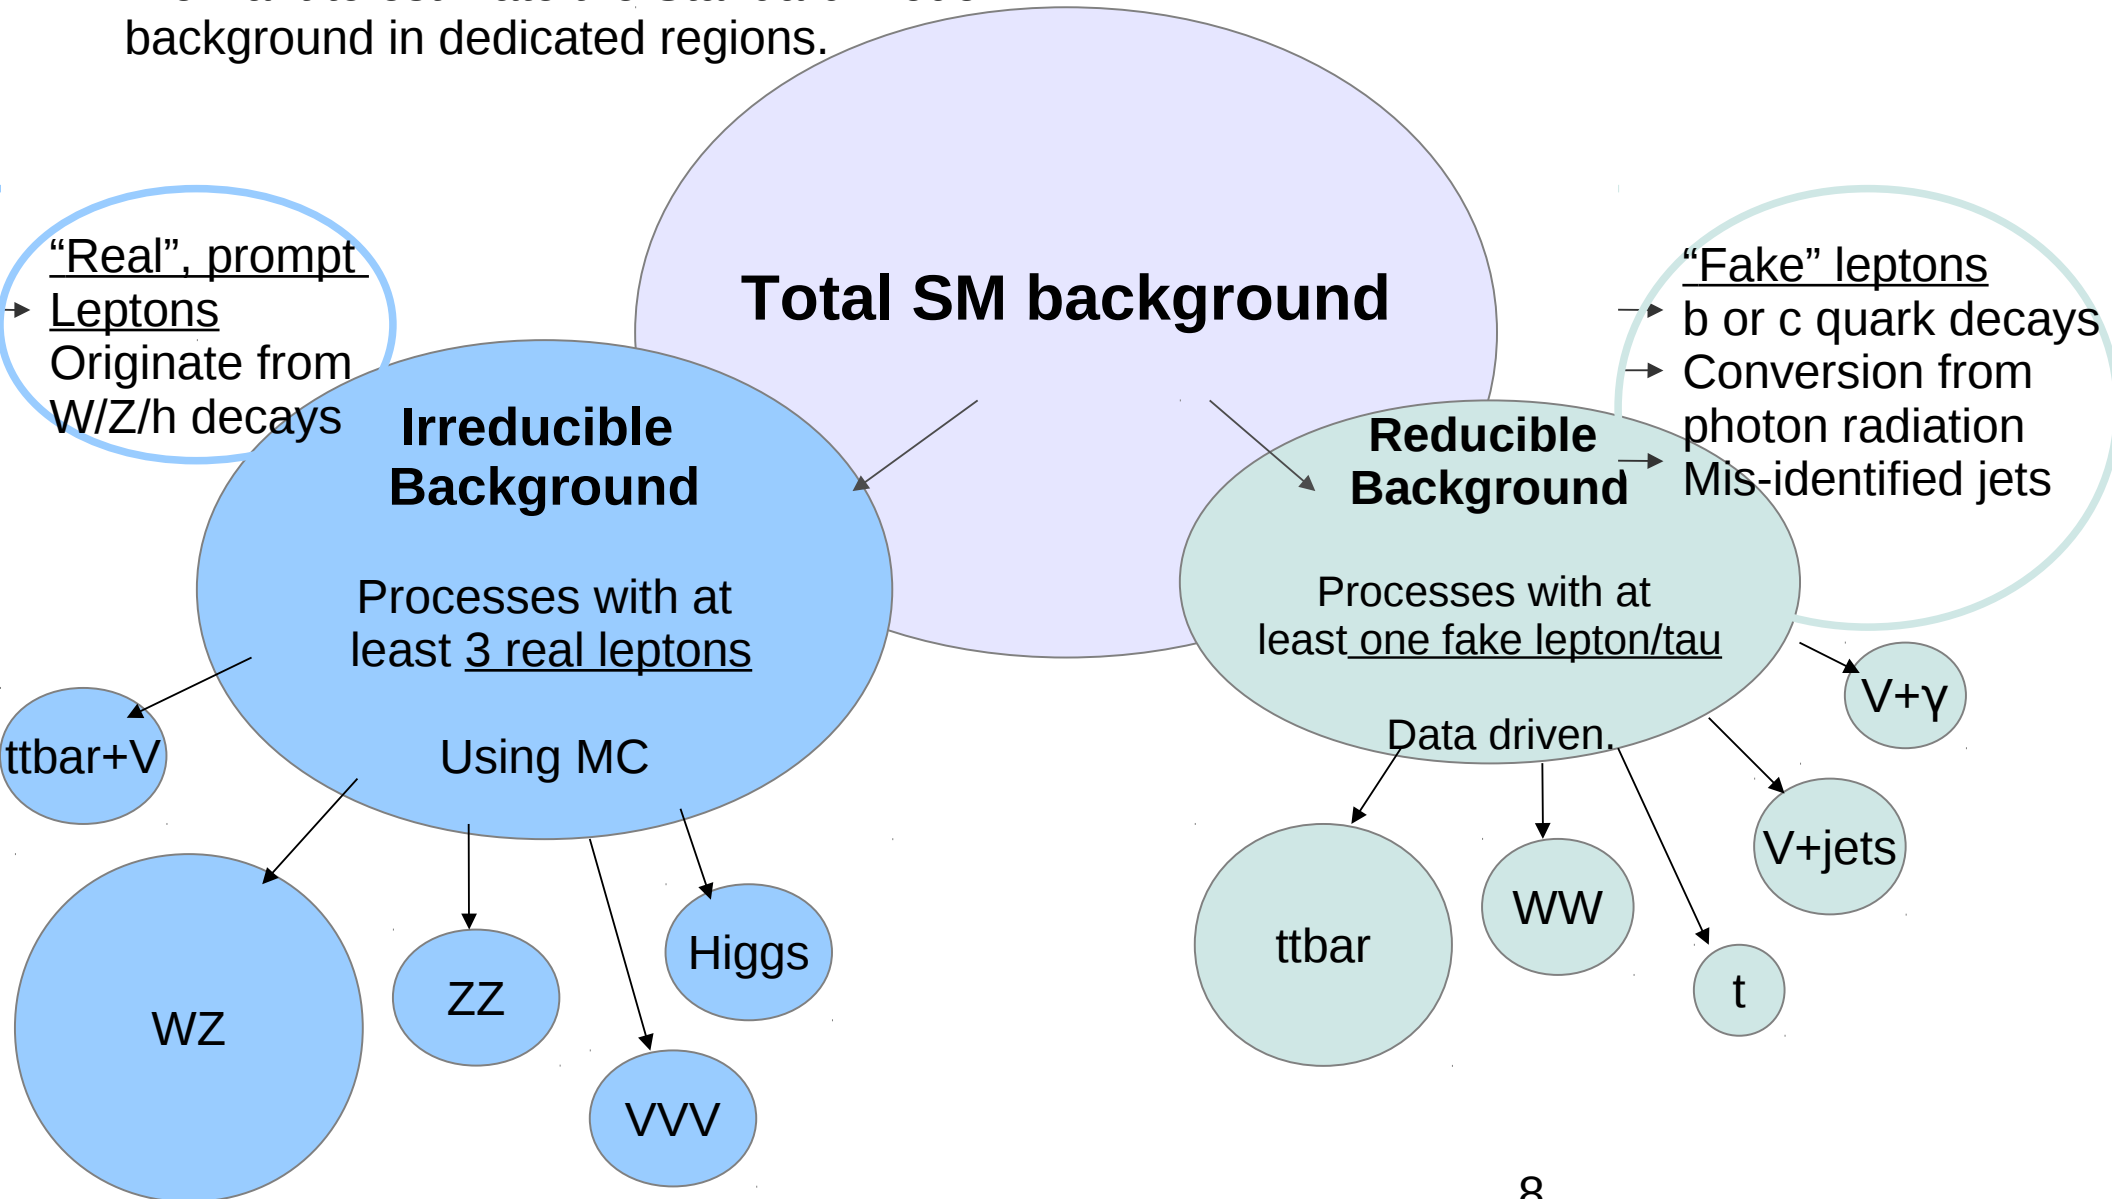 background in dedicated regions.
Total SM background
“Real”, prompt
Leptons
Originate from
W/Z/h decays
“Fake” leptons
b or c quark decays
Conversion from
photon radiation
Mis-identified jets
Irreducible
Background
Processes with at
least 3 real leptons
Using MC
Reducible
Background
Processes with at
least one fake lepton/tau
Data driven.
ttbar+V
WZ
ZZ
VVV
Higgs
ttbar
WW
t
V+jets
V+γ
8